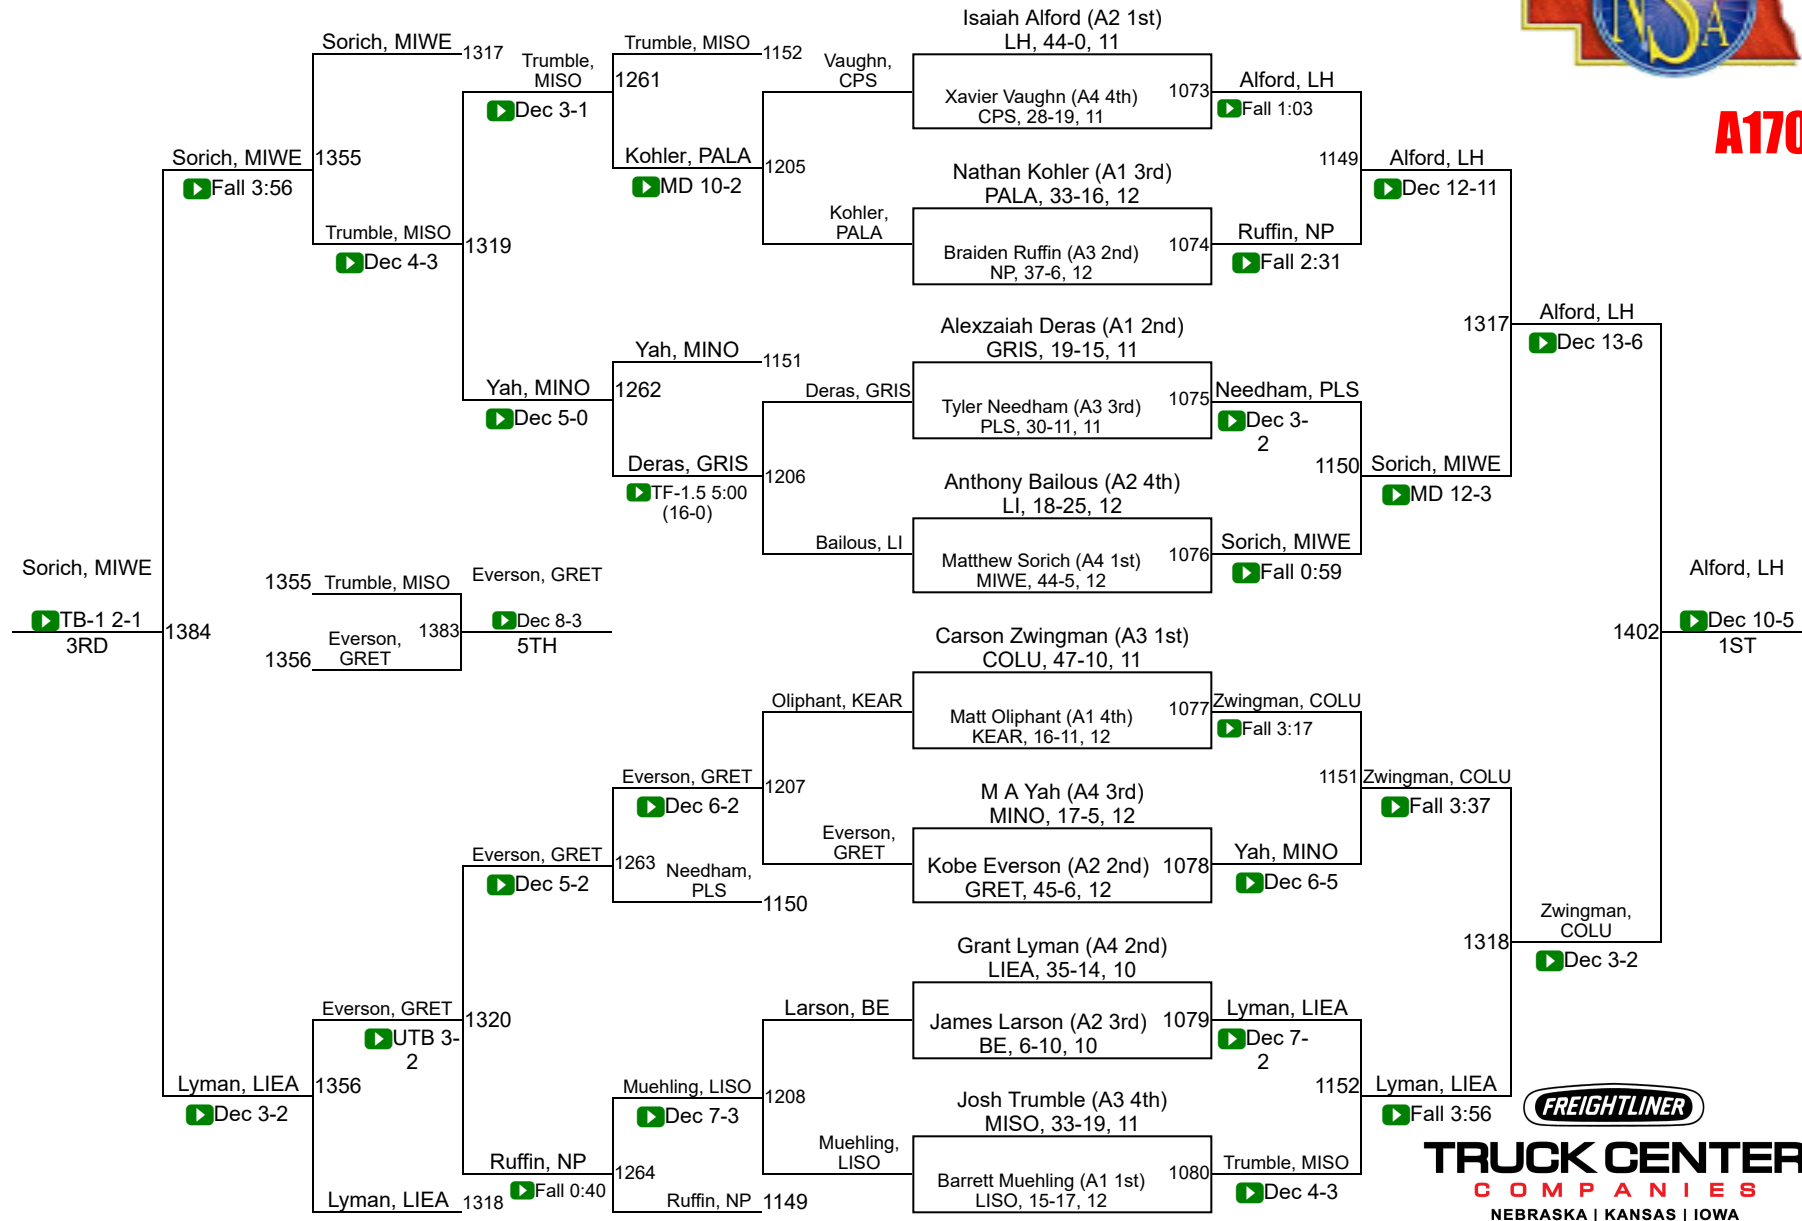 NSA
A170
Isaiah Alford (A2 1st)
LH, 44-0, 11
Sorich, MIWE
1317
Trumble,
MISO
Trumble, MISO
1152
Vaughn,
CPS
1261
Dec 3-1
Xavier Vaughn (A4 4th)
CPS, 28-19, 11
1073
Alford, LH
Fall 1:03
Sorich, MIWE
1355
Fall 3:56
Kohler, PALA
1205
MD 10-2
Nathan Kohler (A1 3rd)
PALA, 33-16, 12
1149
Alford, LH
Dec 12-11
Kohler,
PALA
Trumble, MISO
1319
Dec 4-3
Braiden Ruffin (A3 2nd)
NP, 37-6, 12
1074
Ruffin, NP
Fall 2:31
Alexzaiah Deras (A1 2nd)
GRIS, 19-15, 11
1317
Alford, LH
Dec 13-6
Yah, MINO
1151
Yah, MINO
1262
Dec 5-0
Deras, GRIS
Tyler Needham (A3 3rd)
PLS, 30-11, 11
1075
Needham, PLS
Dec 3-
2
Deras, GRIS
1206
TF-1.5 5:00
(16-0)
Anthony Bailous (A2 4th)
LI, 18-25, 12
1150
Sorich, MIWE
MD 12-3
Bailous, LI
Matthew Sorich (A4 1st)
MIWE, 44-5, 12
1076
Sorich, MIWE
Fall 0:59
Sorich, MIWE
TB-1 2-1
3RD
1384
1355
Trumble, MISO
Everson,
GRET
1356
1383
Everson, GRET
Dec 8-3
5TH
Carson Zwingman (A3 1st)
COLU, 47-10, 11
1402
Alford, LH
Dec 10-5
1ST
Oliphant, KEAR
Matt Oliphant (A1 4th)
KEAR, 16-11, 12
1077
Zwingman, COLU
Fall 3:17
Everson, GRET
1207
Dec 6-2
M A Yah (A4 3rd)
MINO, 17-5, 12
1151
Zwingman, COLU
Fall 3:37
Everson,
GRET
Everson, GRET
1263
Dec 5-2
Needham,
PLS
1150
Kobe Everson (A2 2nd)
GRET, 45-6, 12
1078
Yah, MINO
Dec 6-5
Grant Lyman (A4 2nd)
LIEA, 35-14, 10
1318
Zwingman,
COLU
Dec 3-2
Everson, GRET
1320
UTB 3-
2
Larson, BE
James Larson (A2 3rd)
BE, 6-10, 10
1079
Lyman, LIEA
Dec 7-
2
Lyman, LIEA
1356
Dec 3-2
Muehling, LISO
1208
Dec 7-3
Josh Trumble (A3 4th)
MISO, 33-19, 11
1152
Lyman, LIEA
Fall 3:56
Muehling,
LISO
Ruffin, NP
1264
Fall 0:40
Barrett Muehling (A1 1st)
LISO, 15-17, 12
1080
Trumble, MISO
Dec 4-3
Lyman, LIEA
1318
Ruffin, NP
1149
FREIGHTLINER
TRUCK CENTER
COMPANIES
NEBRASKA | KANSAS | IOWA